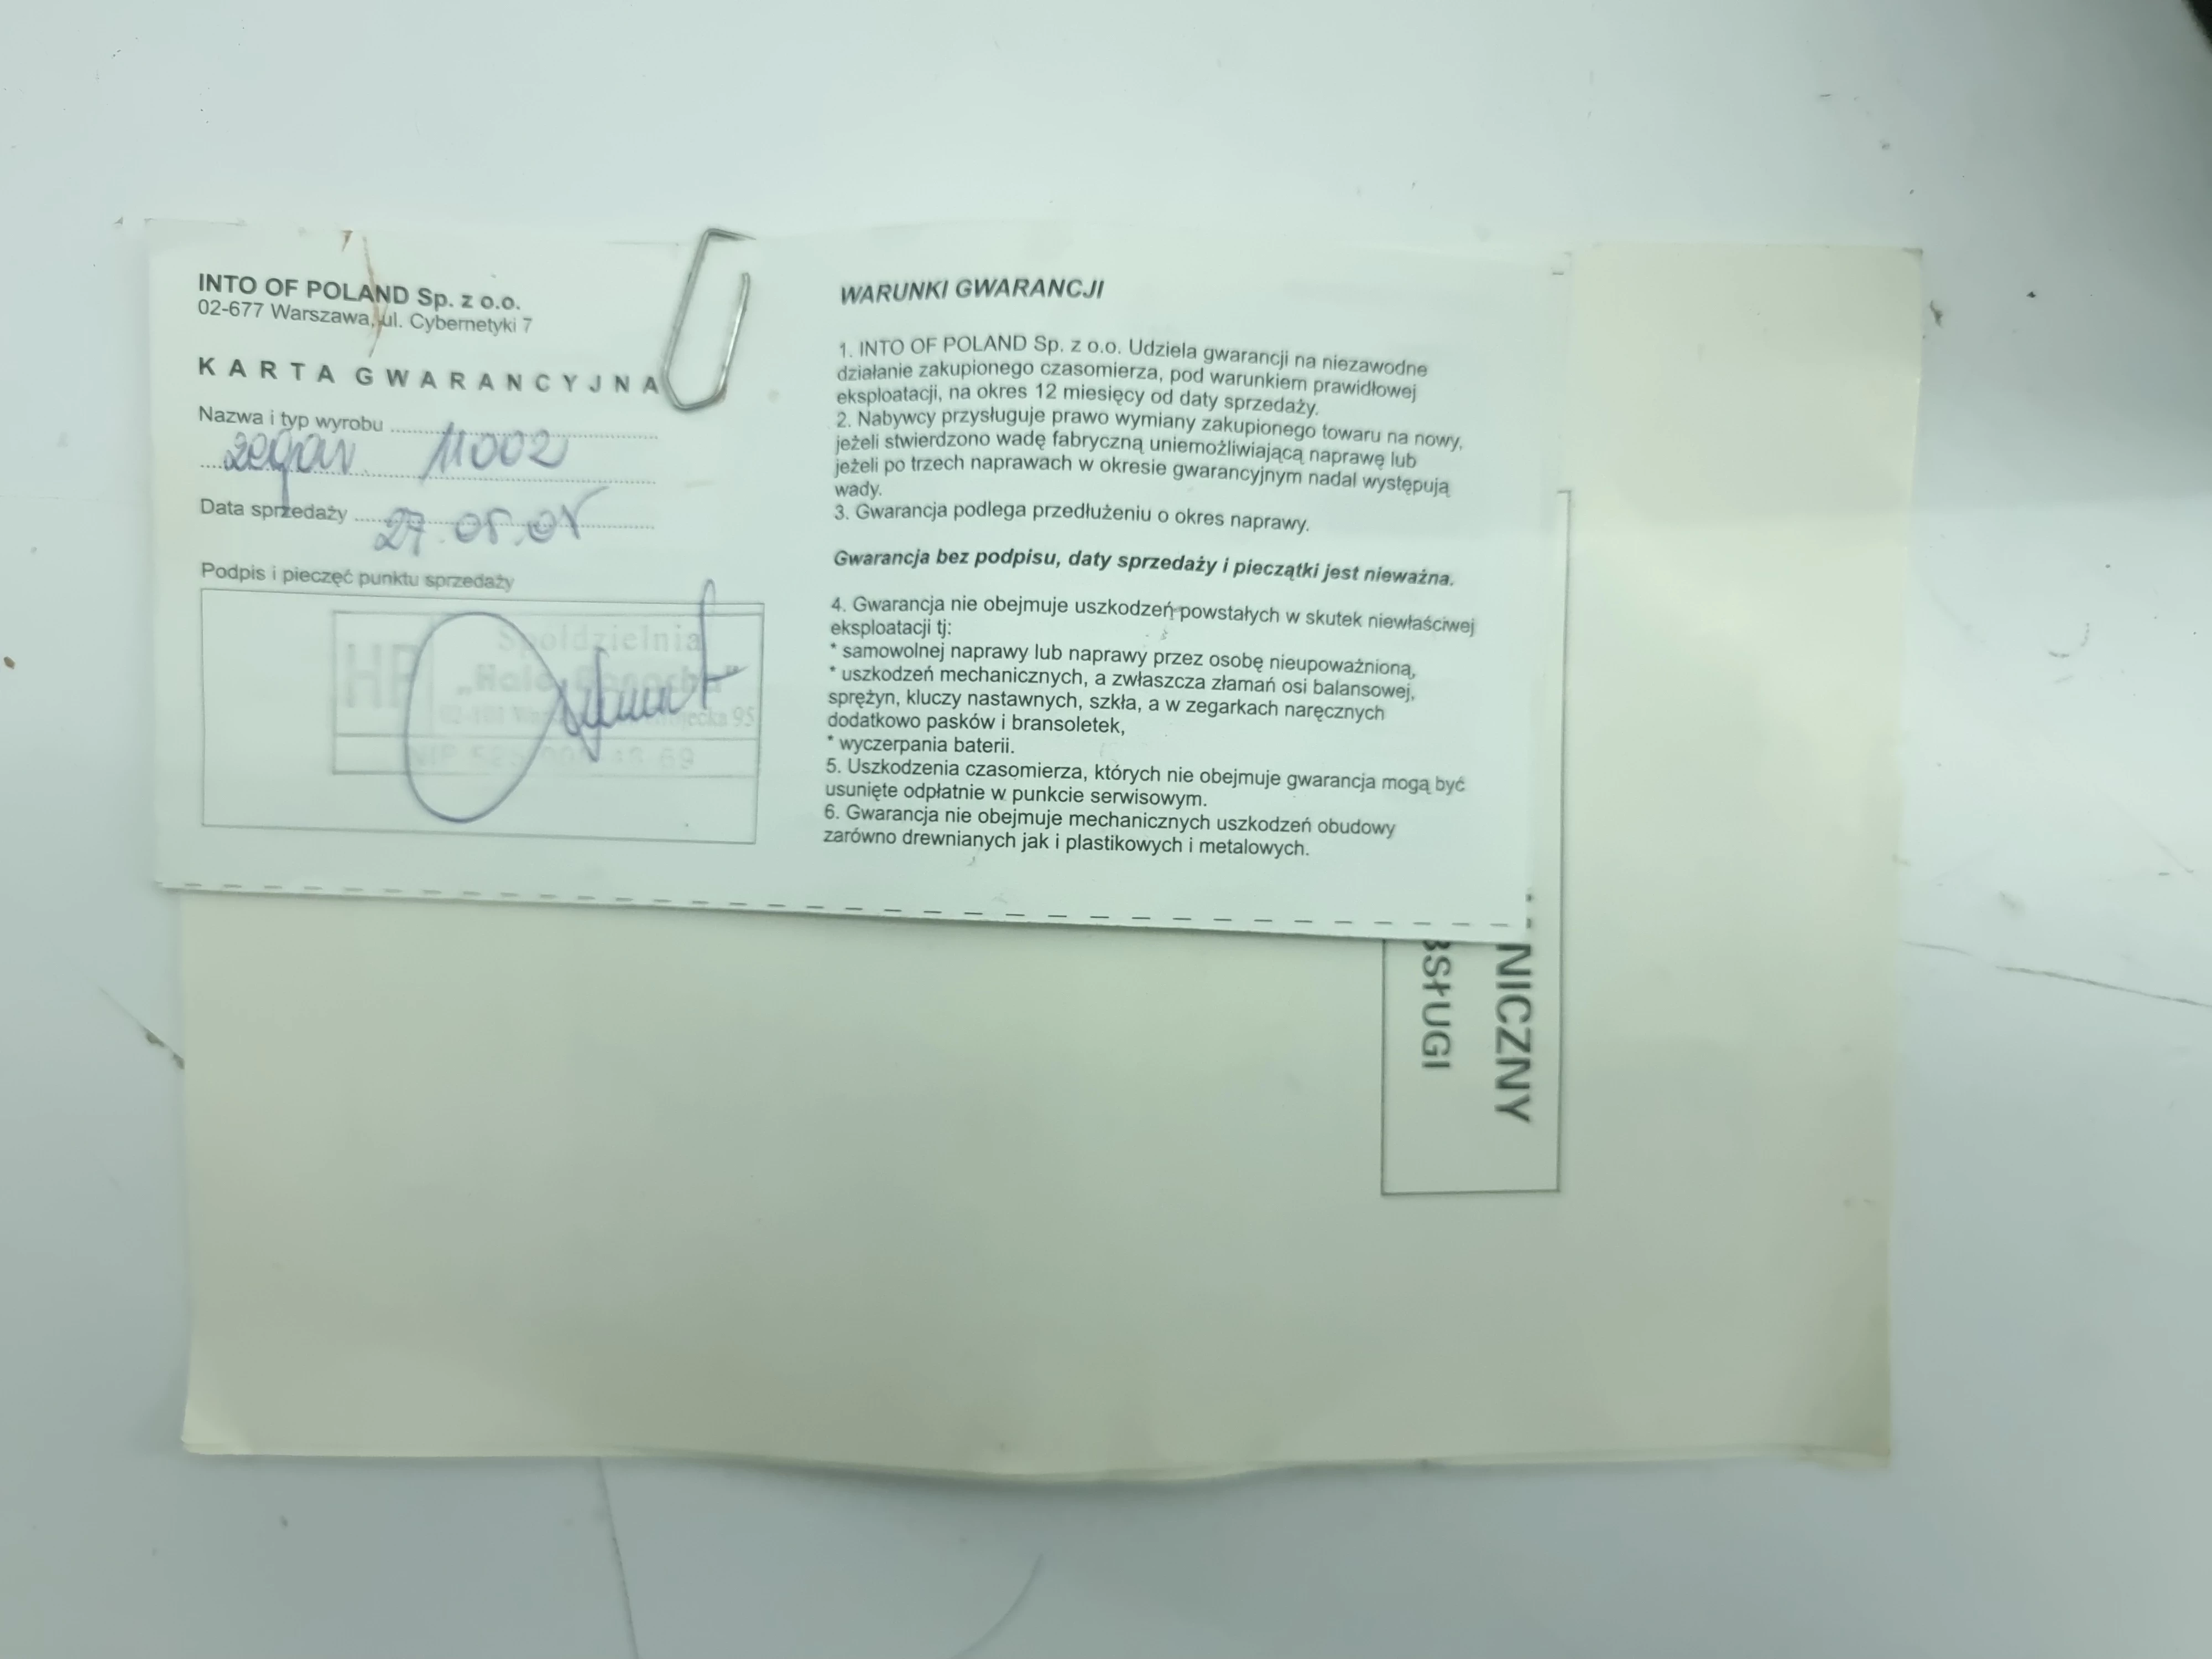 INTO OF POLAND Sp. z o.o.
02-677 Warszawa, ul. Cybernetyki 7
KARTA GWARANCYJNA
Nazwa i typ wyrobu
zegar 11002
Data sprzedaży 27.05.05
Podpis i pieczęć punktu sprzedaży
HB
Spółdzielnia
„Hala Banacha"
95
NIP
69
WARUNKI GWARANCJI
1. INTO OF POLAND Sp. z o.o. Udziela gwarancji na niezawodne
działanie zakupionego czasomierza, pod warunkiem prawidłowej
eksploatacji, na okres 12 miesięcy od daty sprzedaży.
2. Nabywcy przysługuje prawo wymiany zakupionego towaru na nowy,
jeżeli stwierdzono wadę fabryczną uniemożliwiającą naprawę lub
jeżeli po trzech naprawach w okresie gwarancyjnym nadal występują
wady.
3. Gwarancja podlega przedłużeniu o okres naprawy.
Gwarancja bez podpisu, daty sprzedaży i pieczątki jest nieważna.
4. Gwarancja nie obejmuje uszkodzeń powstałych w skutek niewłaściwej
eksploatacji tj:
* samowolnej naprawy lub naprawy przez osobę nieupoważnioną,
* uszkodzeń mechanicznych, a zwłaszcza złamań osi balansowej,
sprężyn, kluczy nastawnych, szkła, a w zegarkach naręcznych
dodatkowo pasków i bransoletek,
* wyczerpania baterii.
5. Uszkodzenia czasomierza, których nie obejmuje gwarancja mogą być
usunięte odpłatnie w punkcie serwisowym.
6. Gwarancja nie obejmuje mechanicznych uszkodzeń obudowy
zarówno drewnianych jak i plastikowych i metalowych.
NICZNY
BSŁUGI